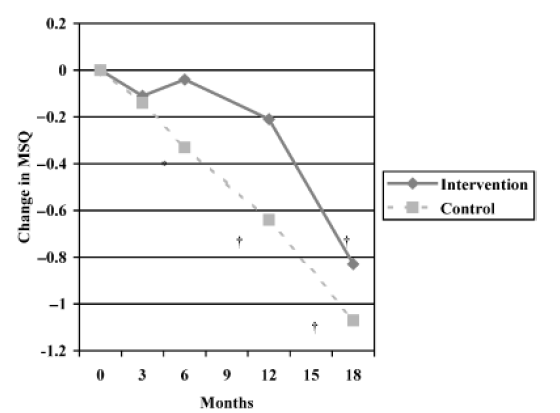 0.2
0
–0.2
–0.4
–0.6
–0.8
–1
-1.2
Change in MSQ
*
†
†
†
0 3 6 9 12 15 18
Months
Intervention
Control